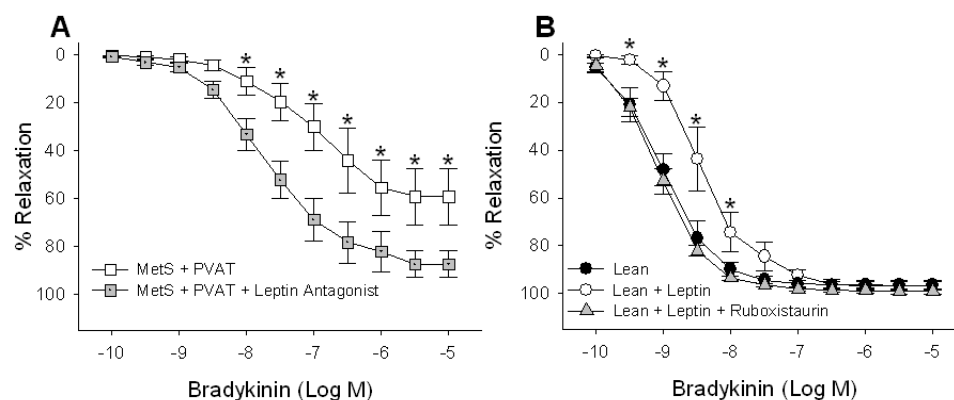 A
* * * * * * *
0
20
40
60
80
100
% Relaxation
MetS + PVAT
MetS + PVAT + Leptin Antagonist
-10 -9 -8 -7 -6 -5
Bradykinin (Log M)
B
* * * *
0
20
40
60
80
100
% Relaxation
Lean
Lean + Leptin
Lean + Leptin + Ruboxistaurin
-10 -9 -8 -7 -6 -5
Bradykinin (Log M)